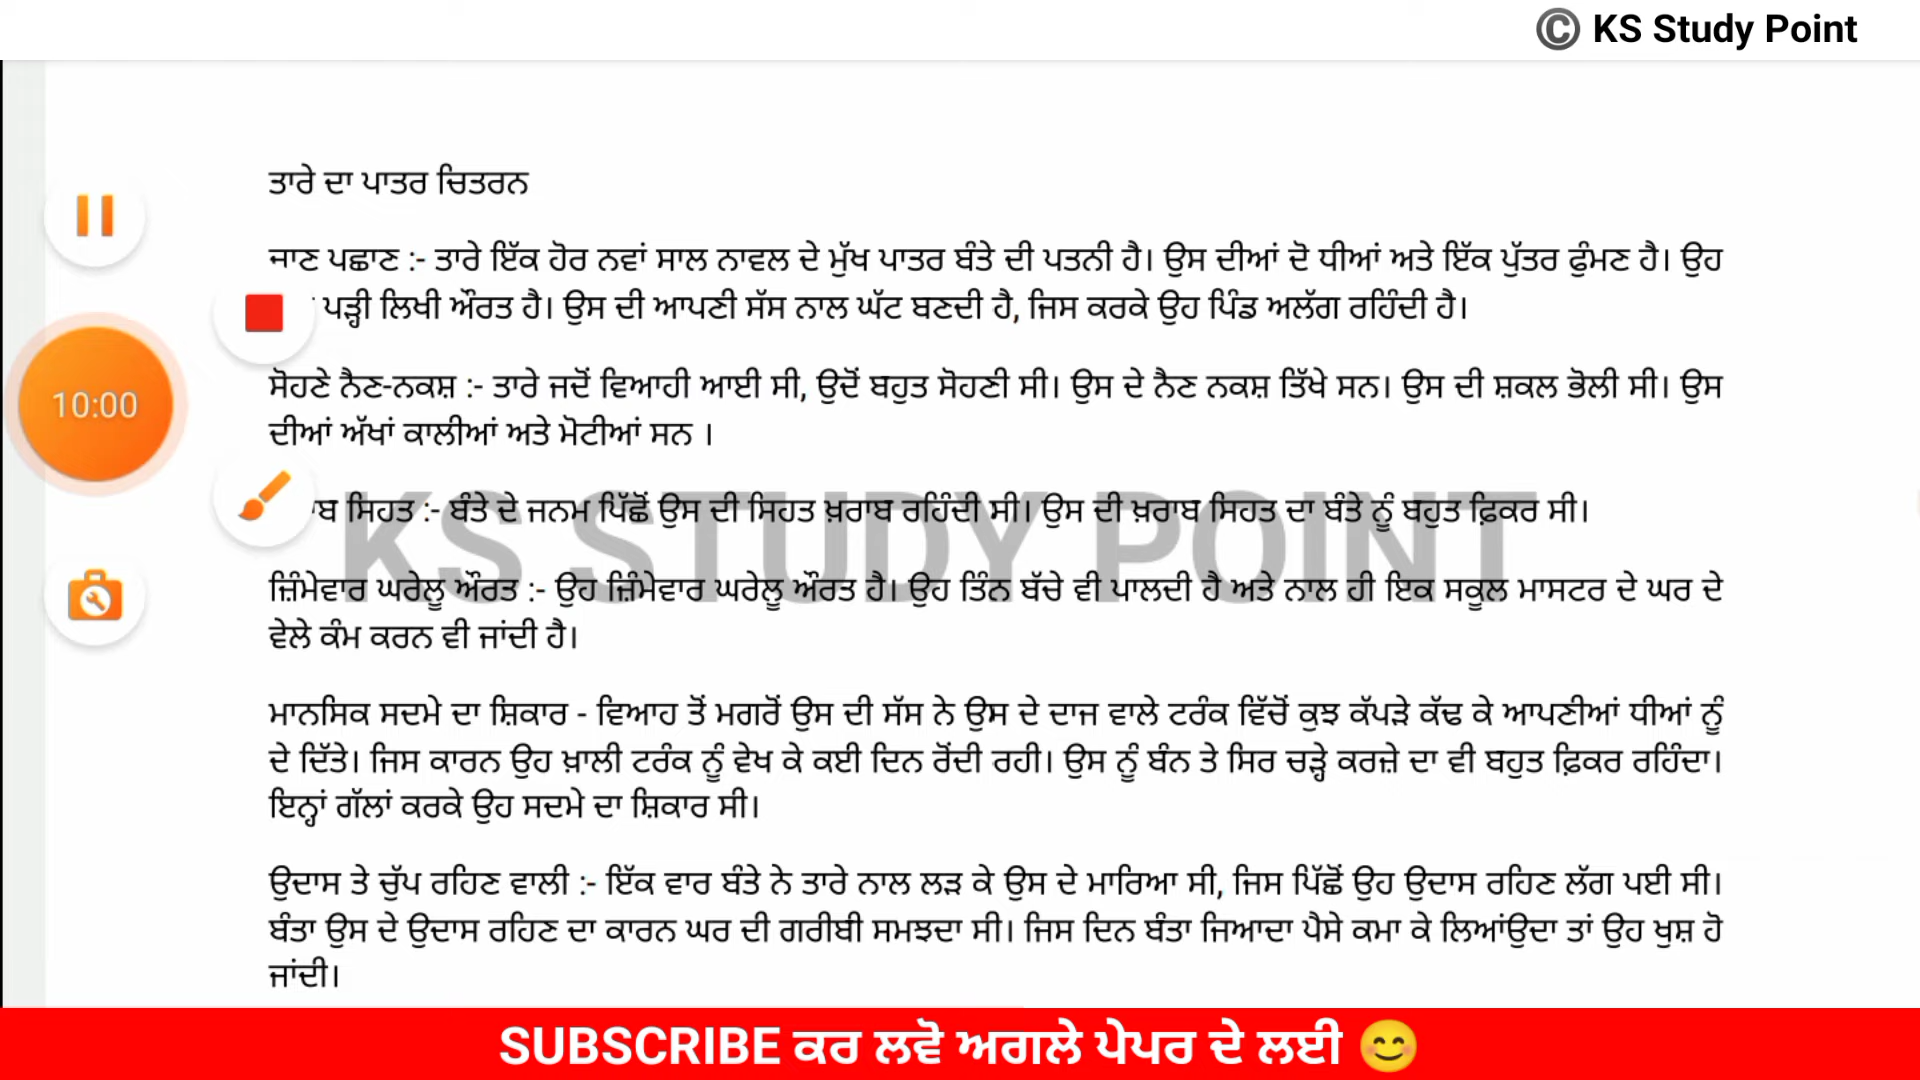 © KS Study Point
ਤਾਰੇ ਦਾ ਪਾਤਰ ਚਿਤਰਨ
ਜਾਣ ਪਛਾਣ :- ਤਾਰੇ ਇੱਕ ਹੋਰ ਨਵਾਂ ਸਾਲ ਨਾਵਲ ਦੇ ਮੁੱਖ ਪਾਤਰ ਬੰਤੇ ਦੀ ਪਤਨੀ ਹੈ। ਉਸ ਦੀਆਂ ਦੋ ਧੀਆਂ ਅਤੇ ਇੱਕ ਪੁੱਤਰ ਫੁੰਮਣ ਹੈ। ਉਹ
ਪੜ੍ਹੀ ਲਿਖੀ ਔਰਤ ਹੈ। ਉਸ ਦੀ ਆਪਣੀ ਸੱਸ ਨਾਲ ਘੱਟ ਬਣਦੀ ਹੈ, ਜਿਸ ਕਰਕੇ ਉਹ ਪਿੰਡ ਅਲੱਗ ਰਹਿੰਦੀ ਹੈ।
10:00
ਸੋਹਣੇ ਨੈਣ-ਨਕਸ਼ :- ਤਾਰੇ ਜਦੋਂ ਵਿਆਹੀ ਆਈ ਸੀ, ਉਦੋਂ ਬਹੁਤ ਸੋਹਣੀ ਸੀ। ਉਸ ਦੇ ਨੈਣ ਨਕਸ਼ ਤਿੱਖੇ ਸਨ। ਉਸ ਦੀ ਸ਼ਕਲ ਭੋਲੀ ਸੀ। ਉਸ
ਦੀਆਂ ਅੱਖਾਂ ਕਾਲੀਆਂ ਅਤੇ ਮੋਟੀਆਂ ਸਨ ।
ਸਿਹਤ :- ਬੰਤੇ ਦੇ ਜਨਮ ਪਿੱਛੋਂ ਉਸ ਦੀ ਸਿਹਤ ਖ਼ਰਾਬ ਰਹਿੰਦੀ ਸੀ। ਉਸ ਦੀ ਖ਼ਰਾਬ ਸਿਹਤ ਦਾ ਬੰਤੇ ਨੂੰ ਬਹੁਤ ਫ਼ਿਕਰ ਸੀ।
KS STUDY POINT
ਜ਼ਿੰਮੇਵਾਰ ਘਰੇਲੂ ਔਰਤ :- ਉਹ ਜ਼ਿੰਮੇਵਾਰ ਘਰੇਲੂ ਔਰਤ ਹੈ। ਉਹ ਤਿੰਨ ਬੱਚੇ ਵੀ ਪਾਲਦੀ ਹੈ ਅਤੇ ਨਾਲ ਹੀ ਇਕ ਸਕੂਲ ਮਾਸਟਰ ਦੇ ਘਰ ਦੇ
ਵੇਲੇ ਕੰਮ ਕਰਨ ਵੀ ਜਾਂਦੀ ਹੈ।
ਮਾਨਸਿਕ ਸਦਮੇ ਦਾ ਸ਼ਿਕਾਰ - ਵਿਆਹ ਤੋਂ ਮਗਰੋਂ ਉਸ ਦੀ ਸੱਸ ਨੇ ਉਸ ਦੇ ਦਾਜ ਵਾਲੇ ਟਰੰਕ ਵਿੱਚੋਂ ਕੁਝ ਕੱਪੜੇ ਕੱਢ ਕੇ ਆਪਣੀਆਂ ਧੀਆਂ ਨੂੰ
ਦੇ ਦਿੱਤੇ। ਜਿਸ ਕਾਰਨ ਉਹ ਖ਼ਾਲੀ ਟਰੰਕ ਨੂੰ ਵੇਖ ਕੇ ਕਈ ਦਿਨ ਰੋਂਦੀ ਰਹੀ। ਉਸ ਨੂੰ ਬੰਨ ਤੇ ਸਿਰ ਚੜ੍ਹੇ ਕਰਜ਼ੇ ਦਾ ਵੀ ਬਹੁਤ ਫ਼ਿਕਰ ਰਹਿੰਦਾ।
ਇਨ੍ਹਾਂ ਗੱਲਾਂ ਕਰਕੇ ਉਹ ਸਦਮੇ ਦਾ ਸ਼ਿਕਾਰ ਸੀ।
ਉਦਾਸ ਤੇ ਚੁੱਪ ਰਹਿਣ ਵਾਲੀ :- ਇੱਕ ਵਾਰ ਬੰਤੇ ਨੇ ਤਾਰੇ ਨਾਲ ਲੜ ਕੇ ਉਸ ਦੇ ਮਾਰਿਆ ਸੀ, ਜਿਸ ਪਿੱਛੋਂ ਉਹ ਉਦਾਸ ਰਹਿਣ ਲੱਗ ਪਈ ਸੀ।
ਬੰਤਾ ਉਸ ਦੇ ਉਦਾਸ ਰਹਿਣ ਦਾ ਕਾਰਨ ਘਰ ਦੀ ਗਰੀਬੀ ਸਮਝਦਾ ਸੀ। ਜਿਸ ਦਿਨ ਬੰਤਾ ਜਿਆਦਾ ਪੈਸੇ ਕਮਾ ਕੇ ਲਿਆਂਉਦਾ ਤਾਂ ਉਹ ਖੁਸ਼ ਹੋ
ਜਾਂਦੀ।
SUBSCRIBE ਕਰ ਲਵੋ ਅਗਲੇ ਪੇਪਰ ਦੇ ਲਈ 😊